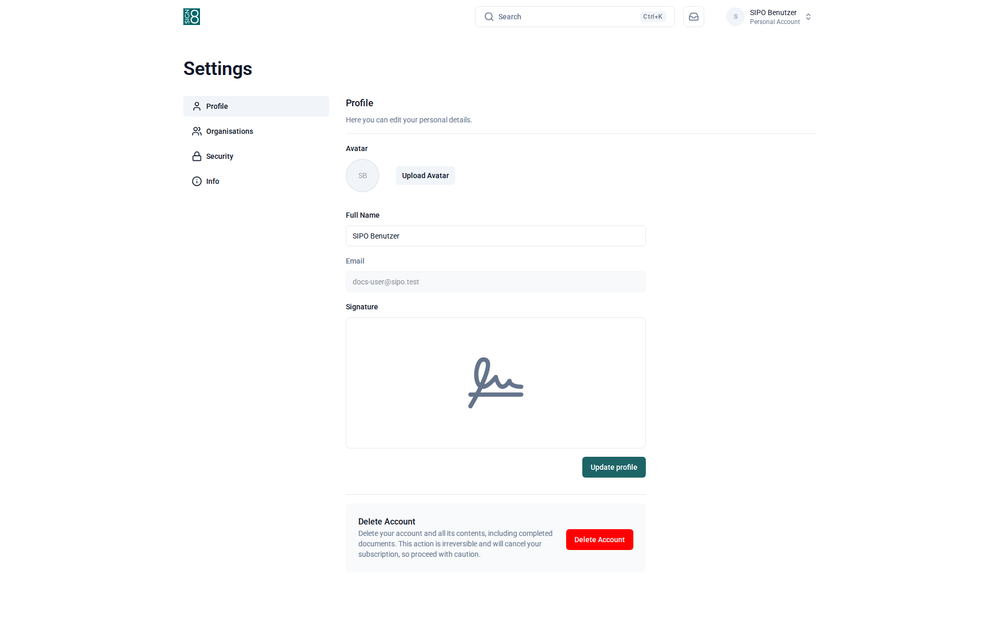 SIGN
8
Search
Ctrl+K
S
SIPO Benutzer
Personal Account
Settings
Profile
Organisations
Security
Info
Profile
Here you can edit your personal details.
Avatar
SB
Upload Avatar
Full Name
SIPO Benutzer
Email
docs-user@sipo.test
Signature
Update profile
Delete Account
Delete your account and all its contents, including completed
documents. This action is irreversible and will cancel your
subscription, so proceed with caution.
Delete Account